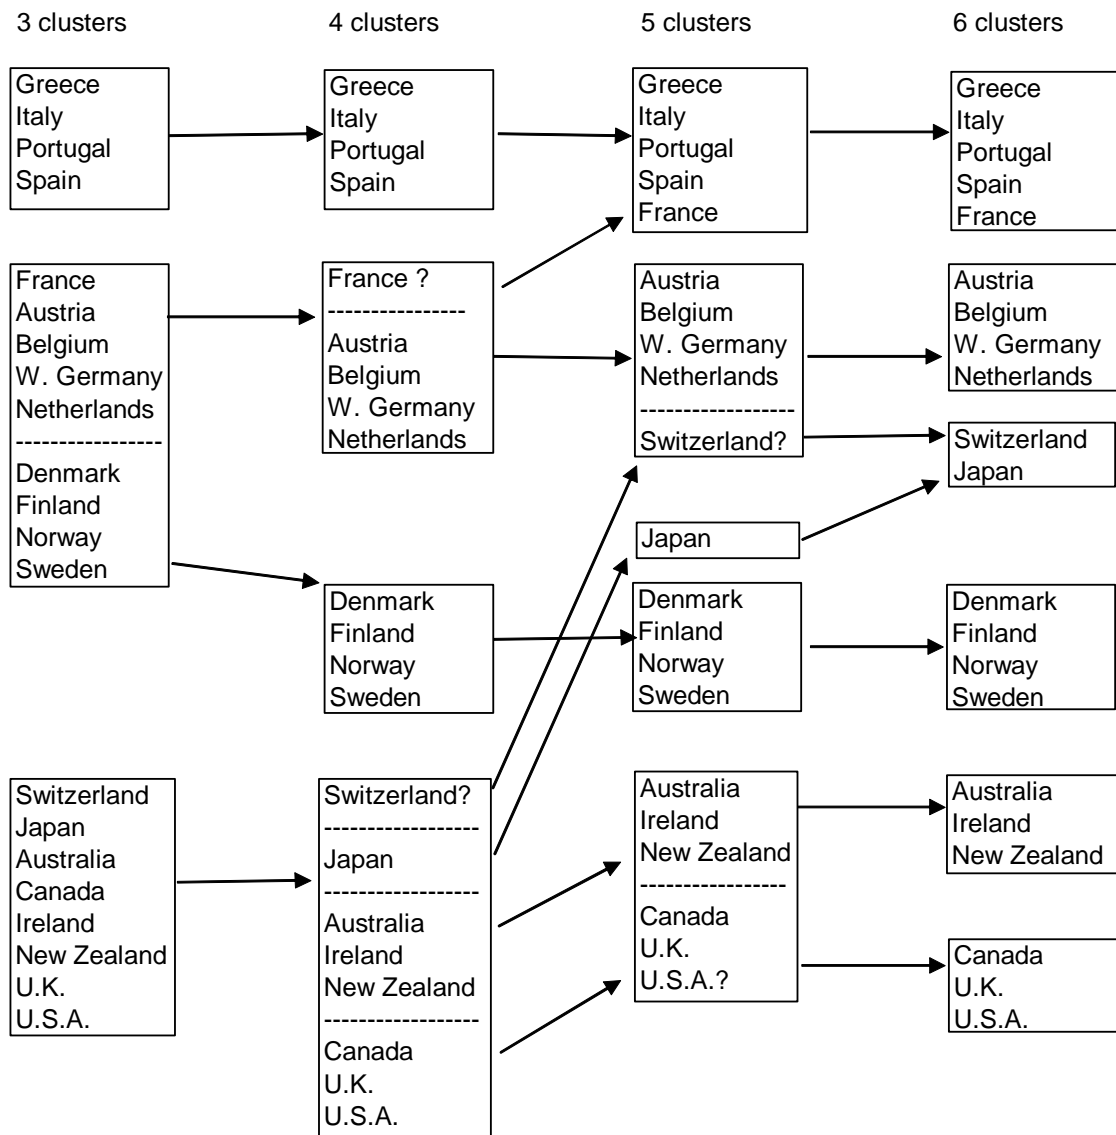 3 clusters
Greece
Italy
Portugal
Spain
France
Austria
Belgium
W. Germany
Netherlands
-----------------
Denmark
Finland
Norway
Sweden
Switzerland
Japan
Australia
Canada
Ireland
New Zealand
U.K.
U.S.A.
4 clusters
Greece
Italy
Portugal
Spain
France ?
----------------
Austria
Belgium
W. Germany
Netherlands
Denmark
Finland
Norway
Sweden
Switzerland?
------------------
Japan
------------------
Australia
Ireland
New Zealand
------------------
Canada
U.K.
U.S.A.
5 clusters
Greece
Italy
Portugal
Spain
France
Austria
Belgium
W. Germany
Netherlands
------------------
Switzerland?
Japan
Denmark
Finland
Norway
Sweden
Australia
Ireland
New Zealand
-----------------
Canada
U.K.
U.S.A.?
6 clusters
Greece
Italy
Portugal
Spain
France
Austria
Belgium
W. Germany
Netherlands
Switzerland
Japan
Denmark
Finland
Norway
Sweden
Australia
Ireland
New Zealand
Canada
U.K.
U.S.A.